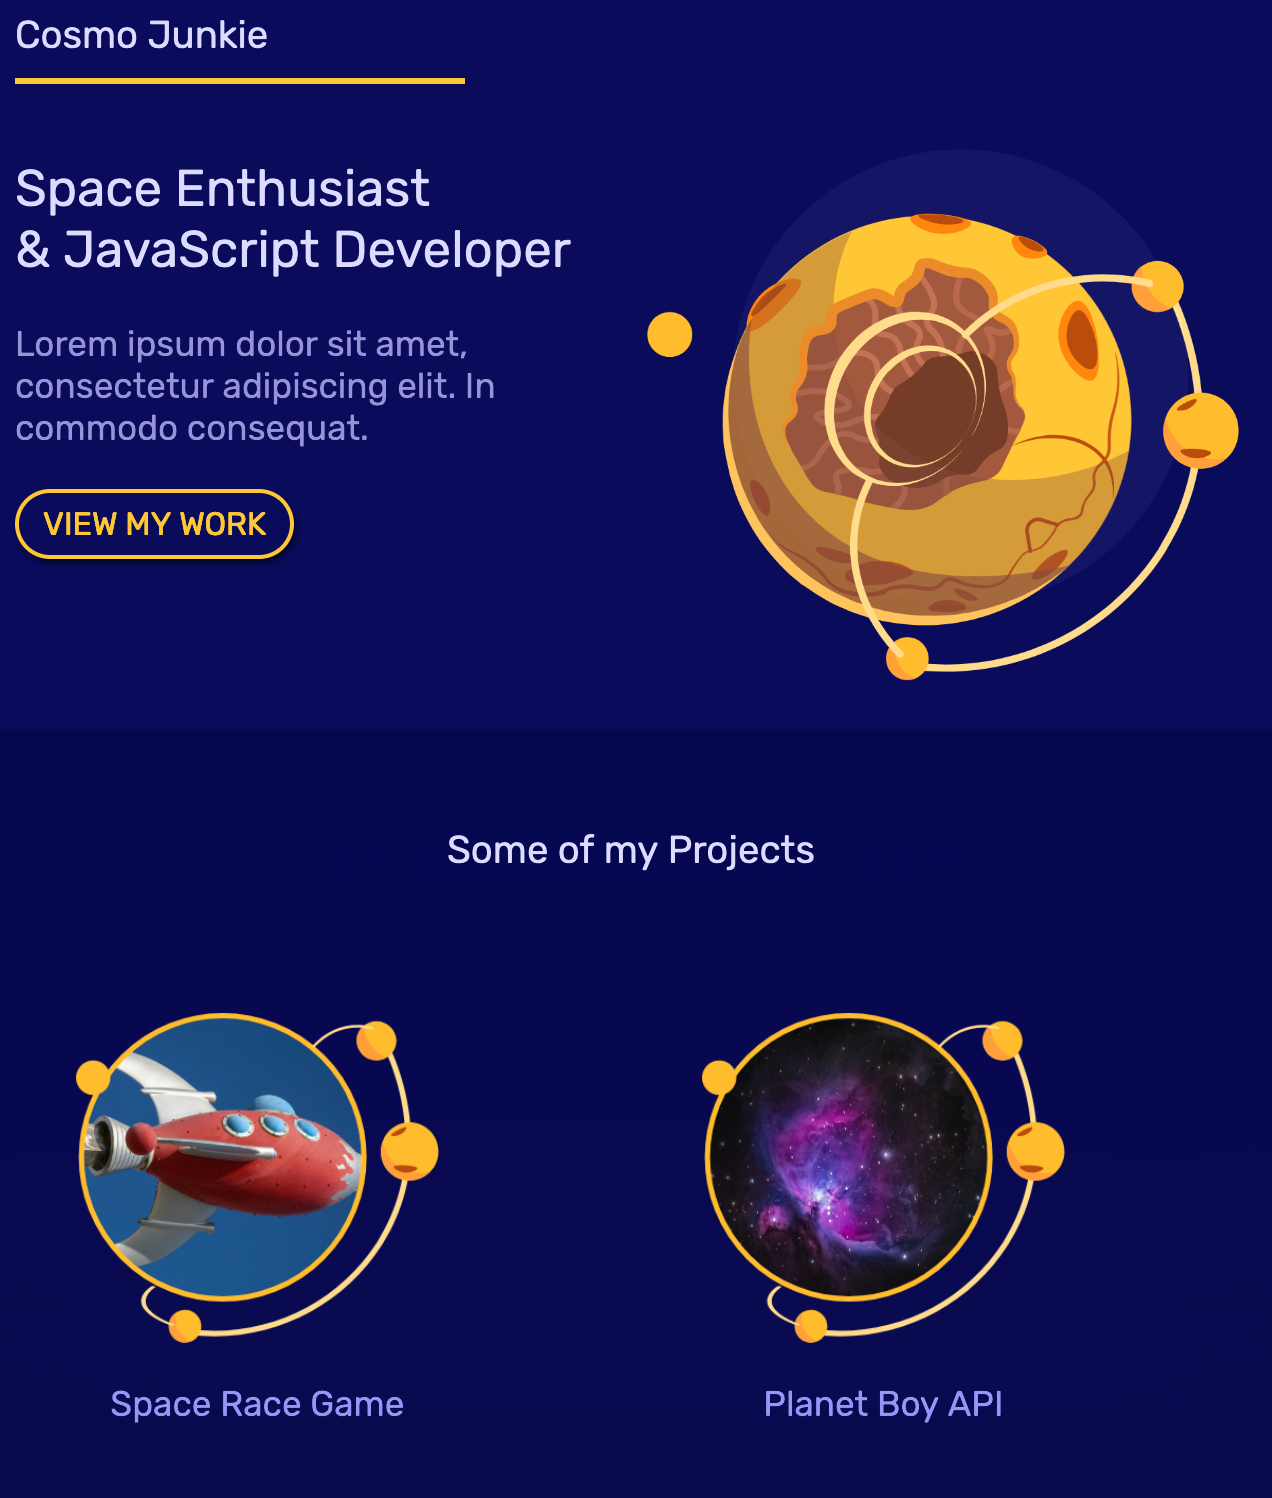 Cosmo Junkie
Space Enthusiast
& JavaScript Developer
Lorem ipsum dolor sit amet,
consectetur adipiscing elit. In
commodo consequat.
VIEW MY WORK
Some of my Projects
Space Race Game
Planet Boy API